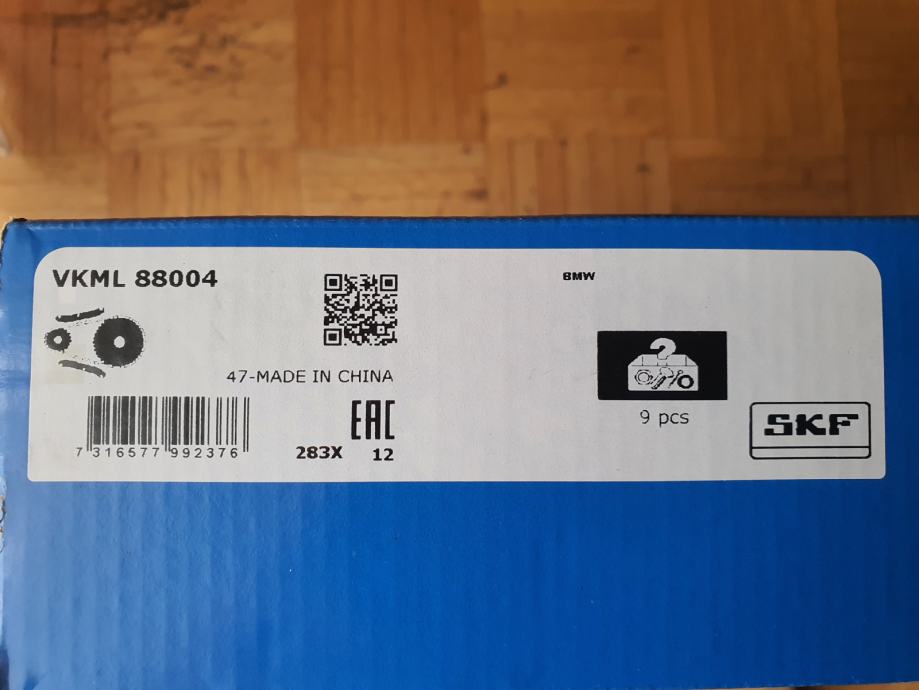 VKML 88004
BMW
47-MADE IN CHINA
EAC
9 pcs
SKF
7 316577 992376
283X 12